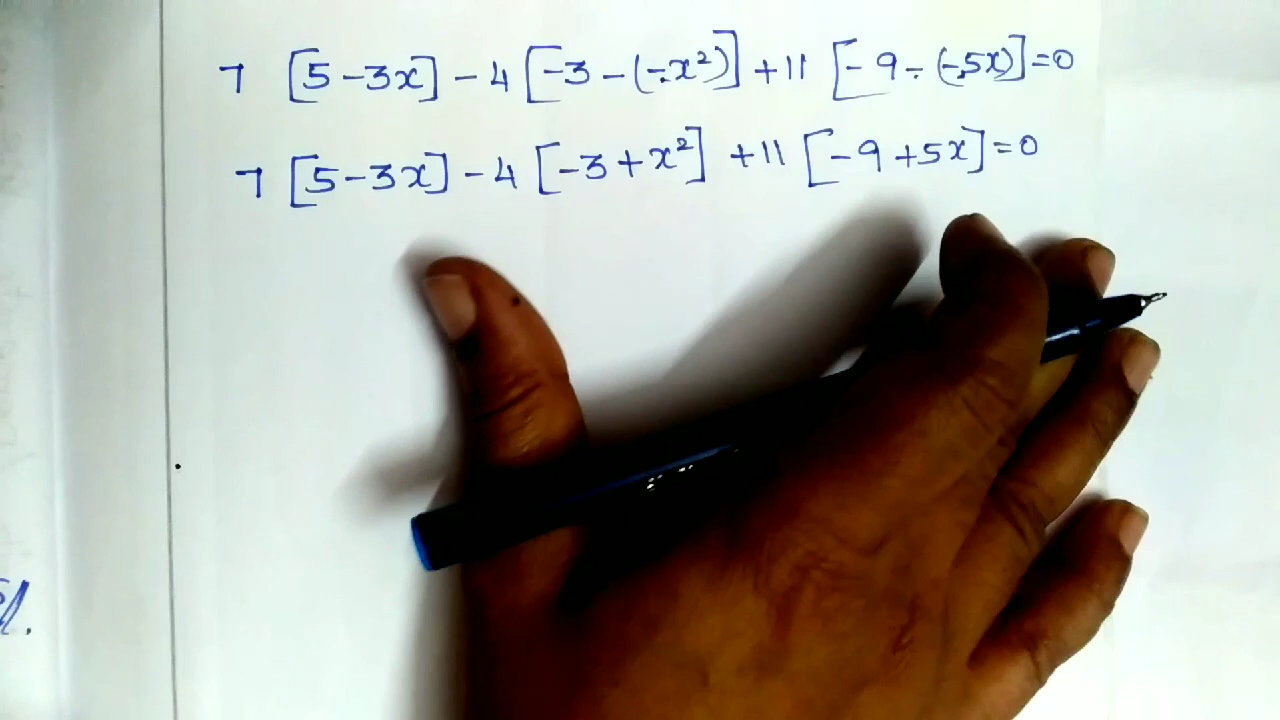 7 [5-3x] - 4 [-3-(-x²)] + 11 [-9-(-5x)] = 0
7 [5-3x] - 4 [-3+x²] + 11 [-9+5x] = 0